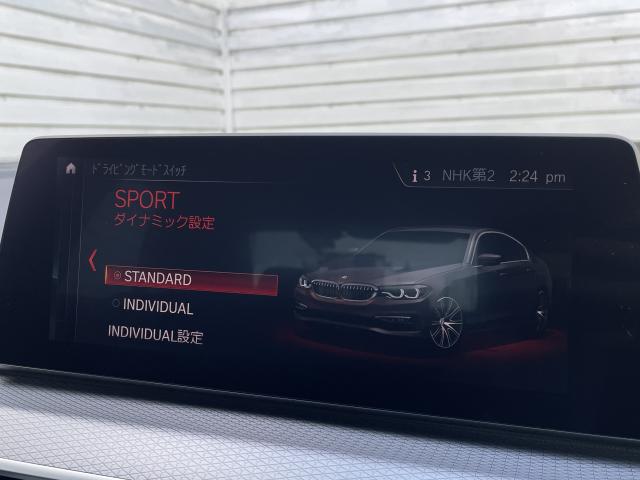 ドライビングモードスイッチ
i 3 NHK第2 2:24 pm
SPORT
ダイナミック設定
STANDARD
INDIVIDUAL
INDIVIDUAL設定